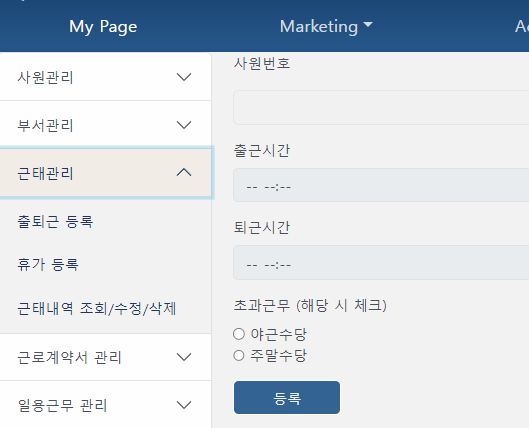 My Page
Marketing
사원관리
부서관리
근태관리
출퇴근 등록
휴가 등록
근태내역 조회/수정/삭제
근로계약서 관리
일용근무 관리
사원번호
출근시간
-- --:--
퇴근시간
-- --:--
초과근무 (해당 시 체크)
야근수당
주말수당
등록